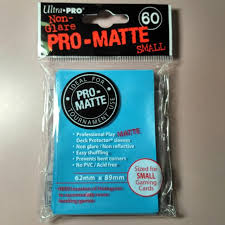 Ultra·PRO
60
Non-
Glare
PRO-MATTE
SMALL
IDEAL FOR
PRO-
MATTE
TOURNAMENT USE
• Professional Play MATTE
Deck Protector sleeves
• Non glare / Non reflective
• Easy shuffling
• Prevents bent corners
• No PVC / Acid free
Sized for
SMALL
Gaming
Cards
62mm x 89mm